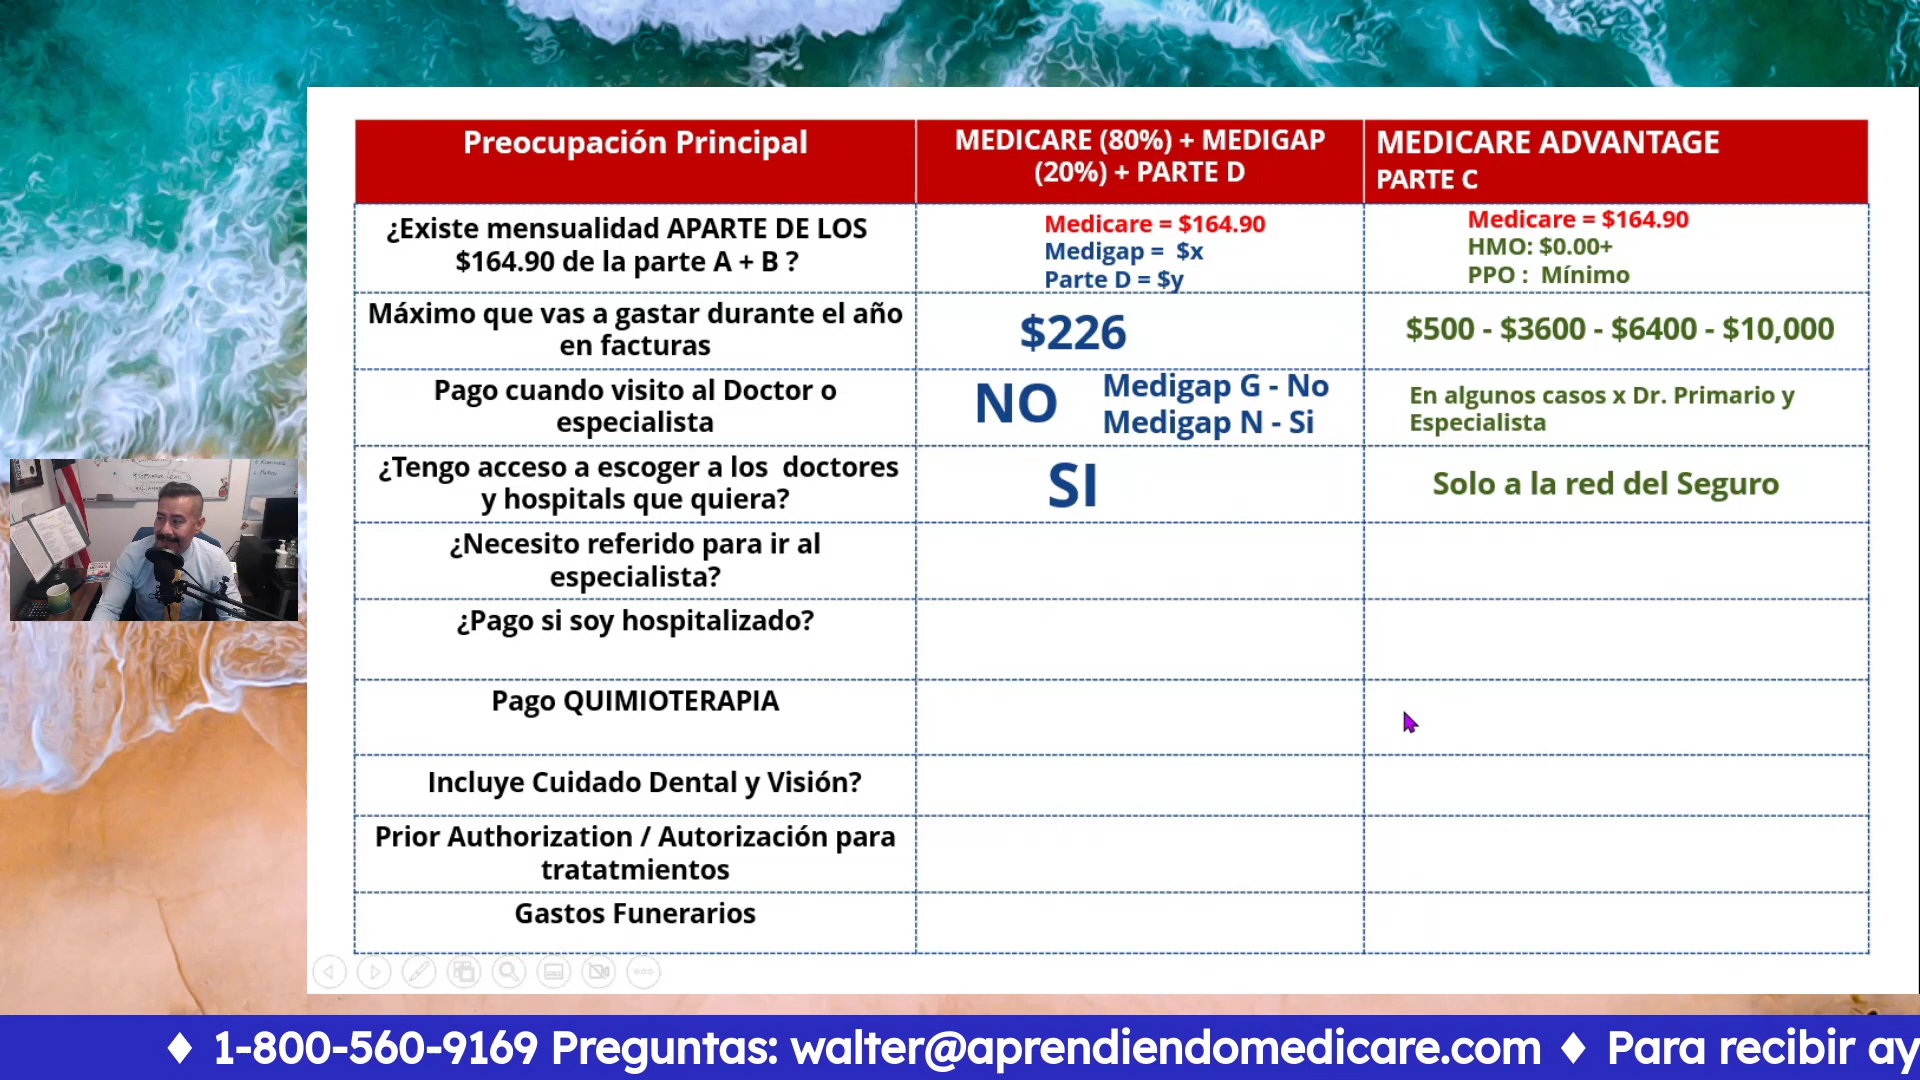 Preocupación Principal
MEDICARE (80%) + MEDIGAP
(20%) + PARTE D
MEDICARE ADVANTAGE
PARTE C
¿Existe mensualidad APARTE DE LOS
$164.90 de la parte A + B ?
Medicare = $164.90
Medigap =  $x
Parte D = $y
Medicare = $164.90
HMO: $0.00+
PPO :  Mínimo
Máximo que vas a gastar durante el año
en facturas
$226
$500 - $3600 - $6400 - $10,000
Pago cuando visito al Doctor o
especialista
NO
Medigap G - No
Medigap N - Si
En algunos casos x Dr. Primario y
Especialista
¿Tengo acceso a escoger a los  doctores
y hospitals que quiera?
SI
Solo a la red del Seguro
¿Necesito referido para ir al
especialista?
¿Pago si soy hospitalizado?
Pago QUIMIOTERAPIA
Incluye Cuidado Dental y Visión?
Prior Authorization / Autorización para
tratatmientos
Gastos Funerarios
♦ 1-800-560-9169 Preguntas: walter@aprendiendomedicare.com ♦ Para recibir ay